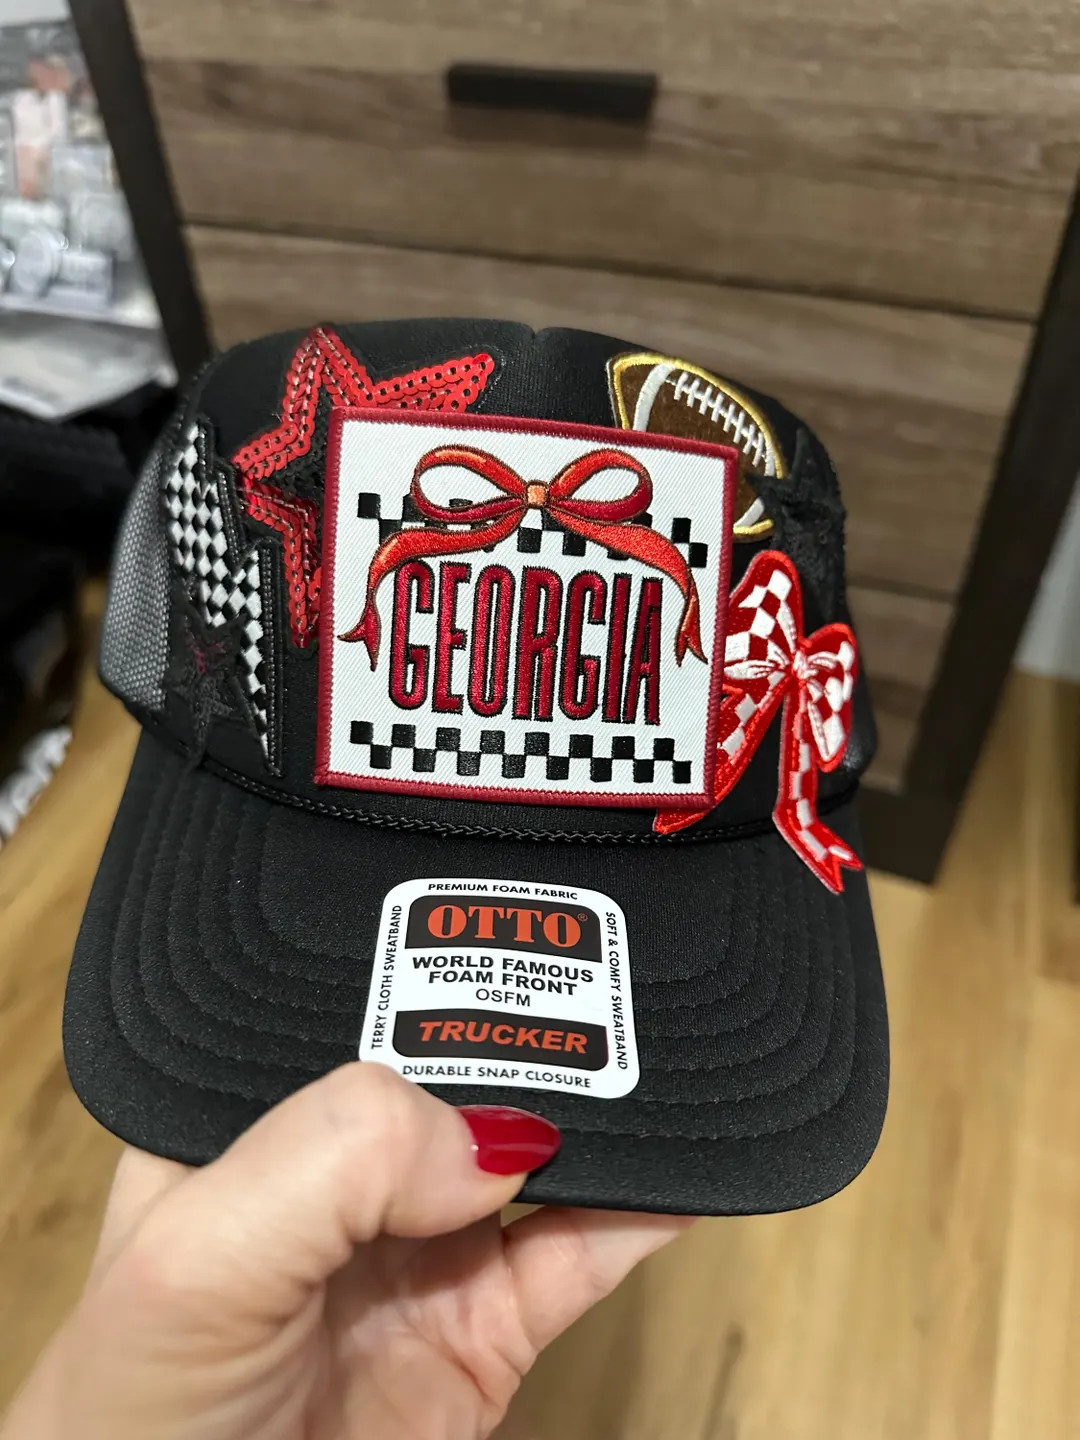 GEORGIA
PREMIUM FOAM FABRIC
OTTO®
WORLD FAMOUS
FOAM FRONT
OSFM
TRUCKER
DURABLE SNAP CLOSURE
TERRY CLOTH SWEATBAND
SOFT & COMFY SWEATBAND